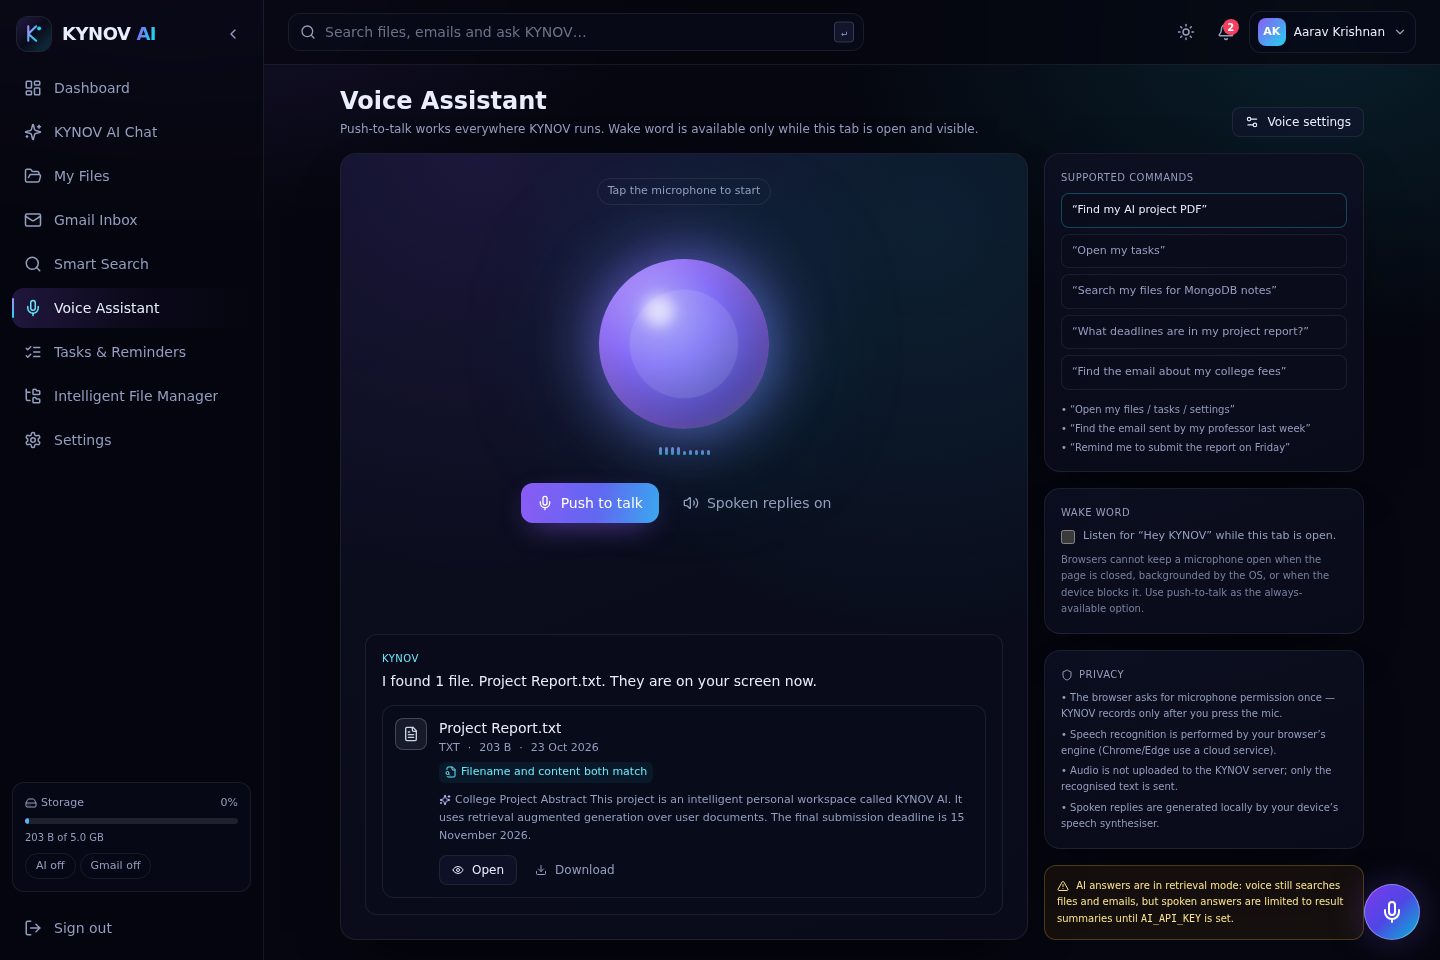 KYNOV AI
Search files, emails and ask KYNOV…
2
AK
Aarav Krishnan
Dashboard
KYNOV AI Chat
My Files
Gmail Inbox
Smart Search
Voice Assistant
Tasks & Reminders
Intelligent File Manager
Settings
Storage 0%
203 B of 5.0 GB
AI off Gmail off
Sign out
Voice Assistant
Push-to-talk works everywhere KYNOV runs. Wake word is available only while this tab is open and visible.
Voice settings
Tap the microphone to start
Push to talk Spoken replies on
KYNOV
I found 1 file. Project Report.txt. They are on your screen now.
Project Report.txt
TXT · 203 B · 23 Oct 2026
Filename and content both match
College Project Abstract This project is an intelligent personal workspace called KYNOV AI. It
uses retrieval augmented generation over user documents. The final submission deadline is 15
November 2026.
Open Download
SUPPORTED COMMANDS
“Find my AI project PDF”
“Open my tasks”
“Search my files for MongoDB notes”
“What deadlines are in my project report?”
“Find the email about my college fees”
• “Open my files / tasks / settings”
• “Find the email sent by my professor last week”
• “Remind me to submit the report on Friday”
WAKE WORD
Listen for “Hey KYNOV” while this tab is open.
Browsers cannot keep a microphone open when the
page is closed, backgrounded by the OS, or when the
device blocks it. Use push-to-talk as the always-
available option.
PRIVACY
• The browser asks for microphone permission once —
KYNOV records only after you press the mic.
• Speech recognition is performed by your browser’s
engine (Chrome/Edge use a cloud service).
• Audio is not uploaded to the KYNOV server; only the
recognised text is sent.
• Spoken replies are generated locally by your device’s
speech synthesiser.
AI answers are in retrieval mode: voice still searches
files and emails, but spoken answers are limited to result
summaries until AI_API_KEY is set.